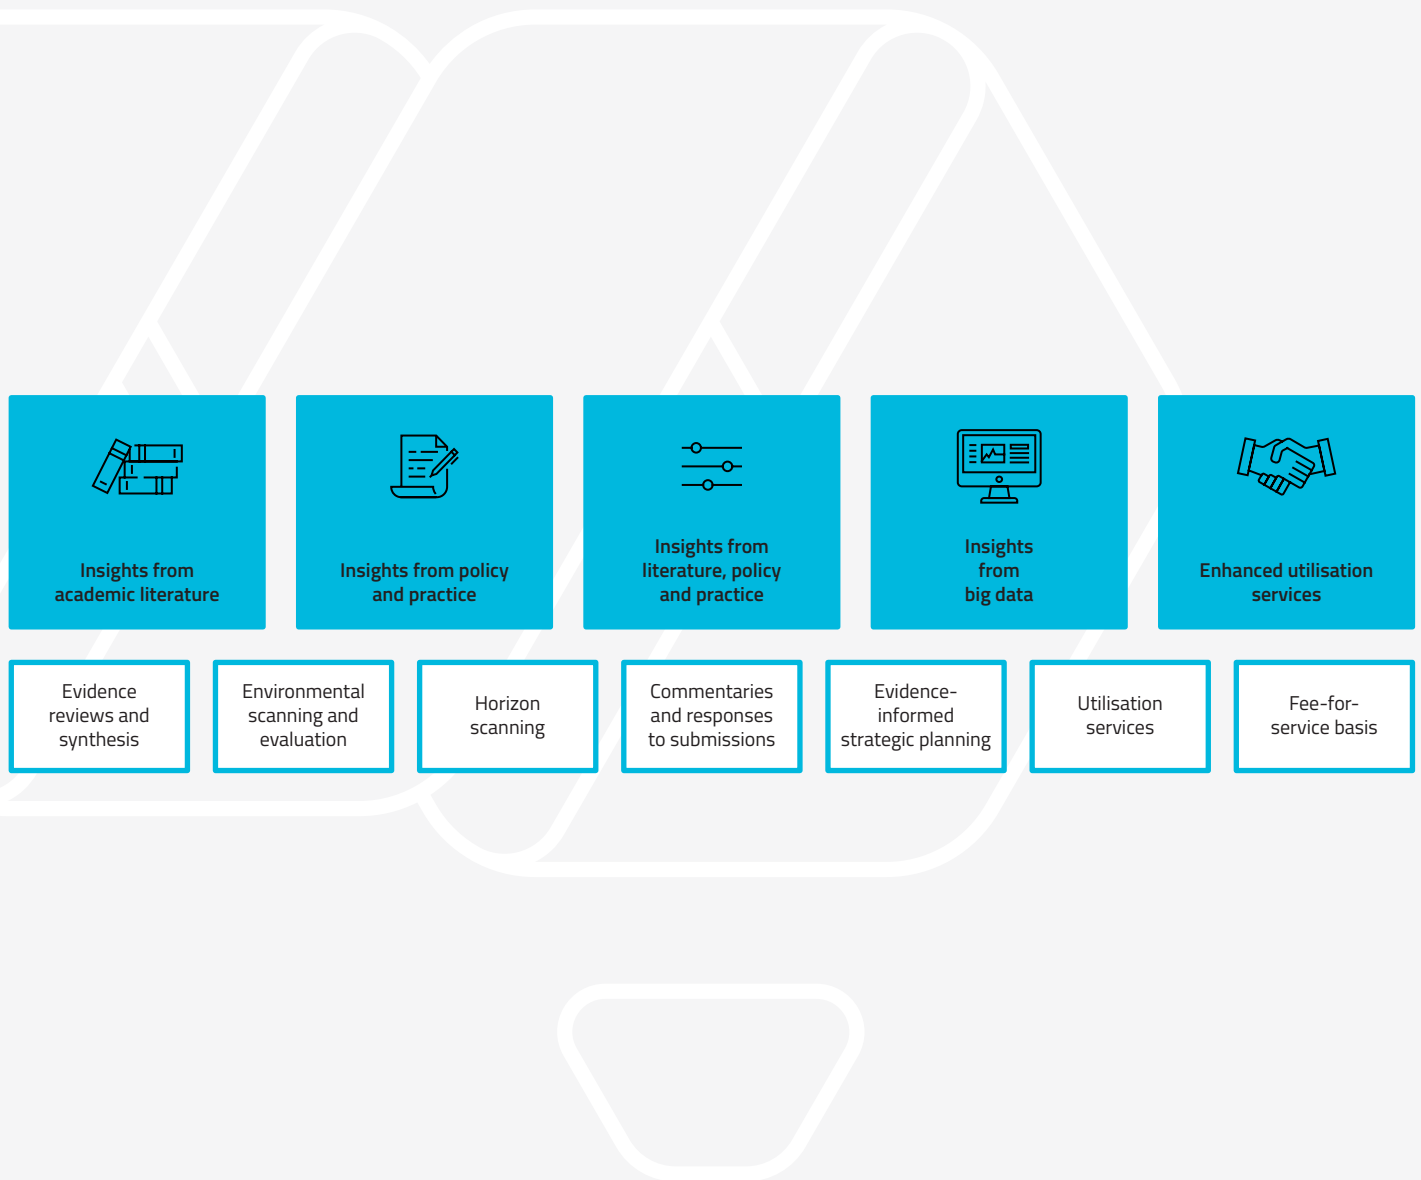 Insights from
academic literature
Insights from policy
and practice
Insights from
literature, policy
and practice
Insights
from
big data
Enhanced utilisation
services
Evidence
reviews and
synthesis
Environmental
scanning and
evaluation
Horizon
scanning
Commentaries
and responses
to submissions
Evidence-
informed
strategic planning
Utilisation
services
Fee-for-
service basis